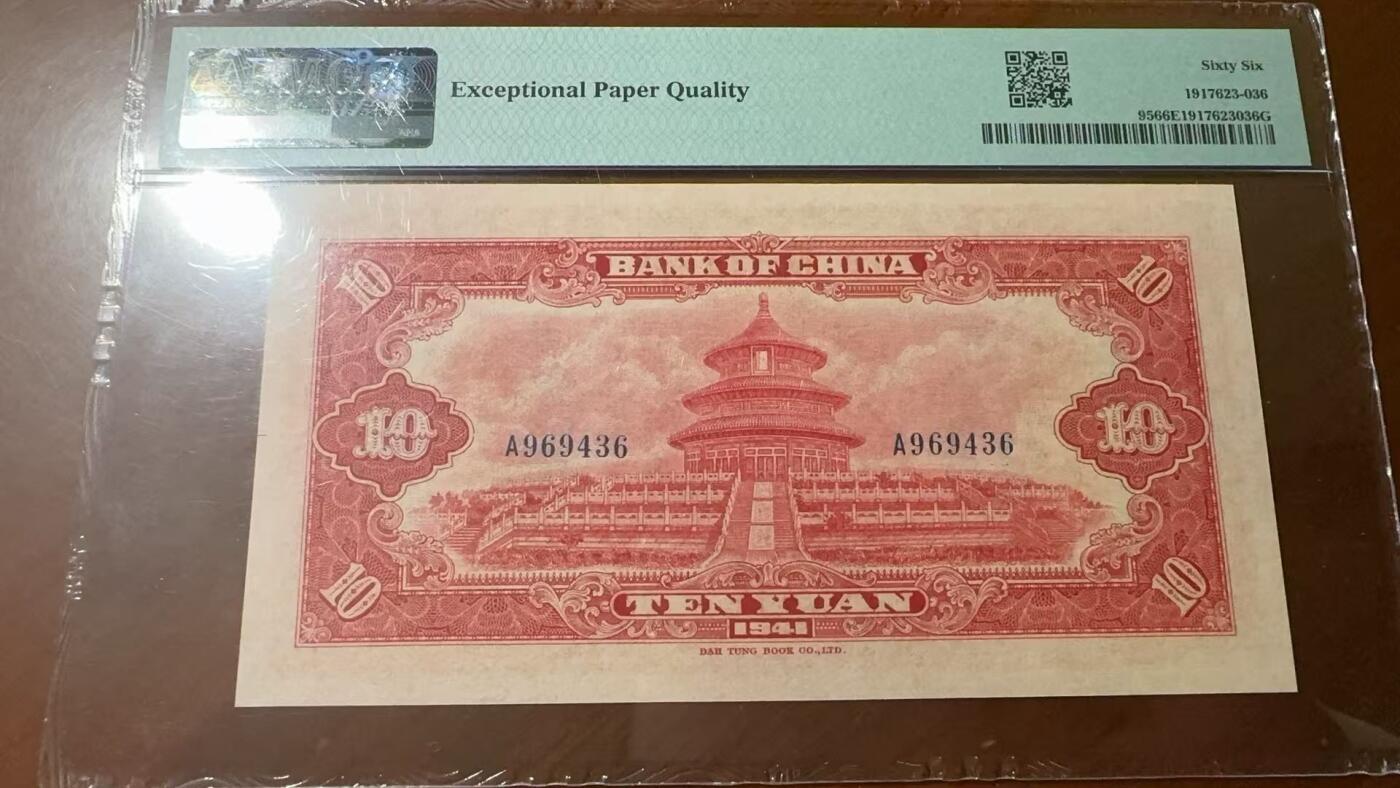 Exceptional Paper Quality
Sixty Six
1917623-036
9566E1917623036G
BANK OF CHINA
10
10
10
10
A969436
A969436
10
10
TEN YUAN
1941
DAH TUNG BOOK CO.,LTD.